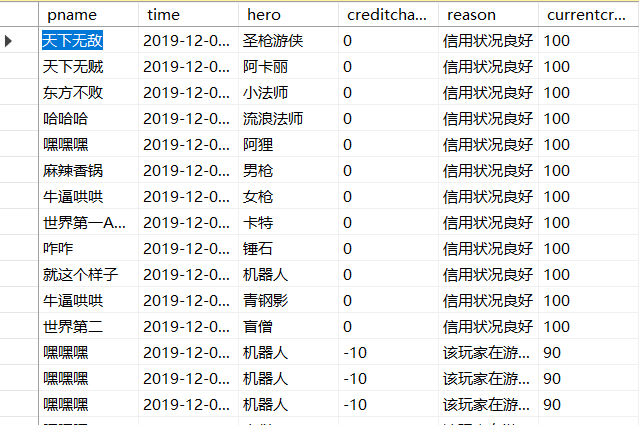 pname time hero creditcha... reason currentcr...
天下无敌 2019-12-0... 圣枪游侠 0 信用状况良好 100
天下无贼 2019-12-0... 阿卡丽 0 信用状况良好 100
东方不败 2019-12-0... 小法师 0 信用状况良好 100
哈哈哈 2019-12-0... 流浪法师 0 信用状况良好 100
嘿嘿嘿 2019-12-0... 阿狸 0 信用状况良好 100
麻辣香锅 2019-12-0... 男枪 0 信用状况良好 100
牛逼哄哄 2019-12-0... 女枪 0 信用状况良好 100
世界第一A... 2019-12-0... 卡特 0 信用状况良好 100
咋咋 2019-12-0... 锤石 0 信用状况良好 100
就这个样子 2019-12-0... 机器人 0 信用状况良好 100
牛逼哄哄 2019-12-0... 青钢影 0 信用状况良好 100
世界第二 2019-12-0... 盲僧 0 信用状况良好 100
嘿嘿嘿 2019-12-0... 机器人 -10 该玩家在游... 90
嘿嘿嘿 2019-12-0... 机器人 -10 该玩家在游... 90
嘿嘿嘿 2019-12-0... 机器人 -10 该玩家在游... 90